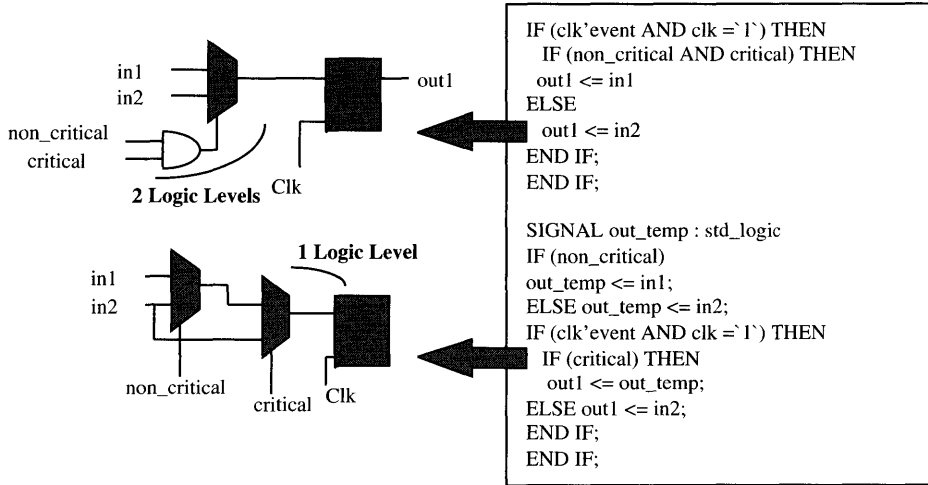 in1
in2
out1
non_critical
critical
Clk
2 Logic Levels
1 Logic Level
in1
in2
non_critical
critical
Clk
IF (clk'event AND clk =`1`) THEN
IF (non_critical AND critical) THEN
out1 <= in1
ELSE
out1 <= in2
END IF;
END IF;
SIGNAL out_temp : std_logic
IF (non_critical)
out_temp <= in1;
ELSE out_temp <= in2;
IF (clk'event AND clk =`1`) THEN
IF (critical) THEN
out1 <= out_temp;
ELSE out1 <= in2;
END IF;
END IF;